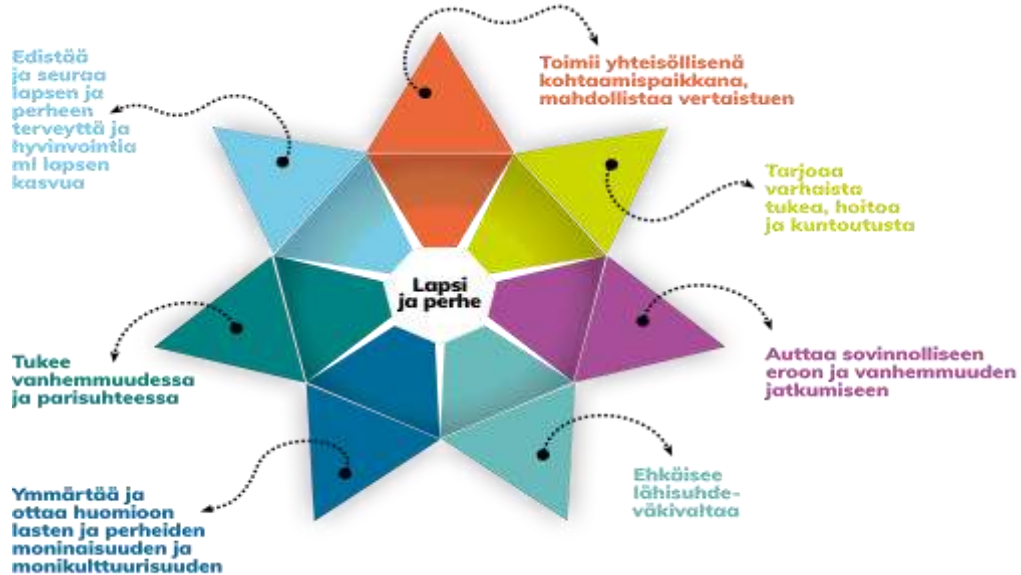 Edistää
ja seuraa
lapsen ja
perheen
terveyttä ja
hyvinvointia
ml lapsen
kasvua
Toimii yhteisöllisenä
kohtaamispaikkana,
mahdollistaa vertaistuen
Tarjoaa
varhaista
tukea, hoitoa
ja kuntoutusta
Lapsi
ja perhe
Tukee
vanhemmuudessa
ja parisuhteessa
Auttaa sovinnolliseen
eroon ja vanhemmuuden
jatkumiseen
Ehkäisee
lähisuhde-
väkivaltaa
Ymmärtää ja
ottaa huomioon
lasten ja perheiden
moninaisuuden ja
monikulttuurisuuden